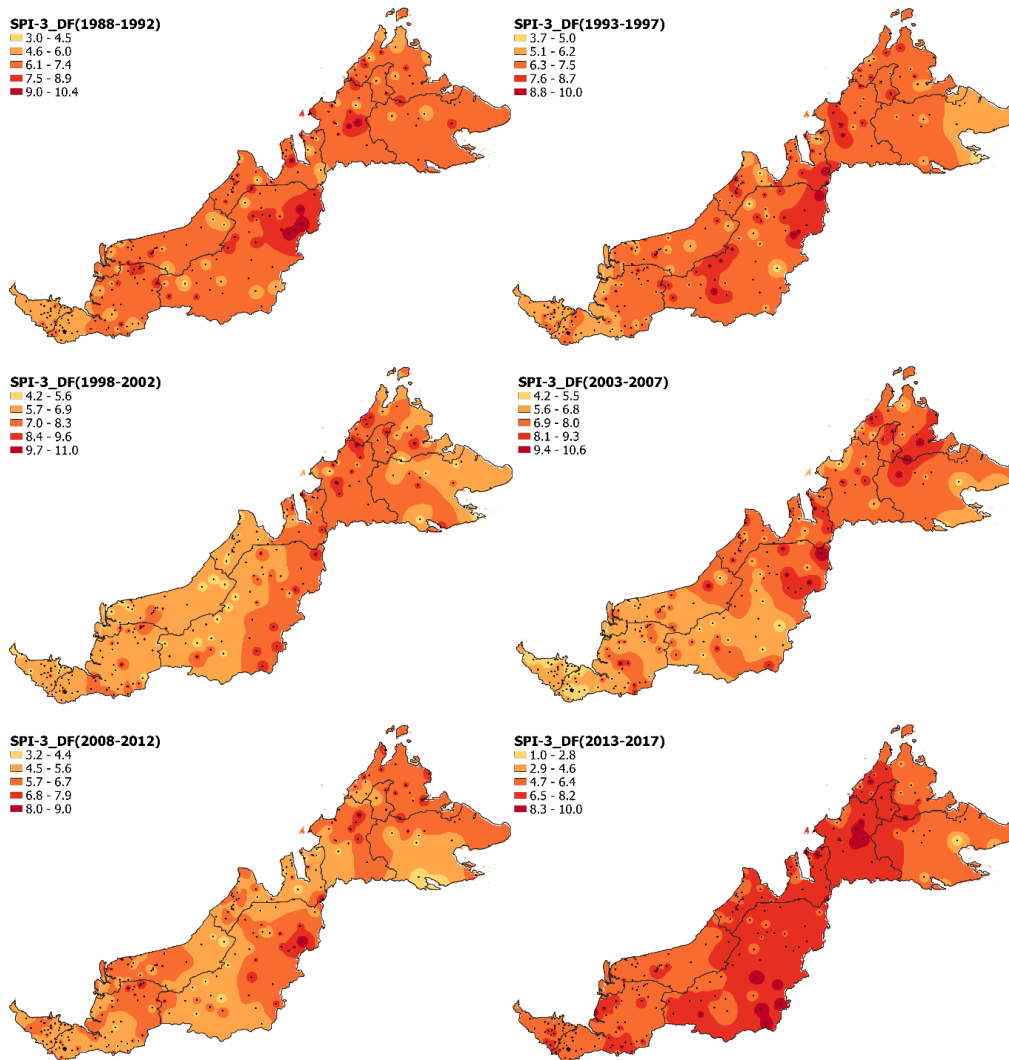 SPI-3_DF(1988-1992)
3.0 - 4.5
4.6 - 6.0
6.1 - 7.4
7.5 - 8.9
9.0 - 10.4
SPI-3_DF(1993-1997)
3.7 - 5.0
5.1 - 6.2
6.3 - 7.5
7.6 - 8.7
8.8 - 10.0
SPI-3_DF(1998-2002)
4.2 - 5.6
5.7 - 6.9
7.0 - 8.3
8.4 - 9.6
9.7 - 11.0
SPI-3_DF(2003-2007)
4.2 - 5.5
5.6 - 6.8
6.9 - 8.0
8.1 - 9.3
9.4 - 10.6
SPI-3_DF(2008-2012)
3.2 - 4.4
4.5 - 5.6
5.7 - 6.7
6.8 - 7.9
8.0 - 9.0
SPI-3_DF(2013-2017)
1.0 - 2.8
2.9 - 4.6
4.7 - 6.4
6.5 - 8.2
8.3 - 10.0